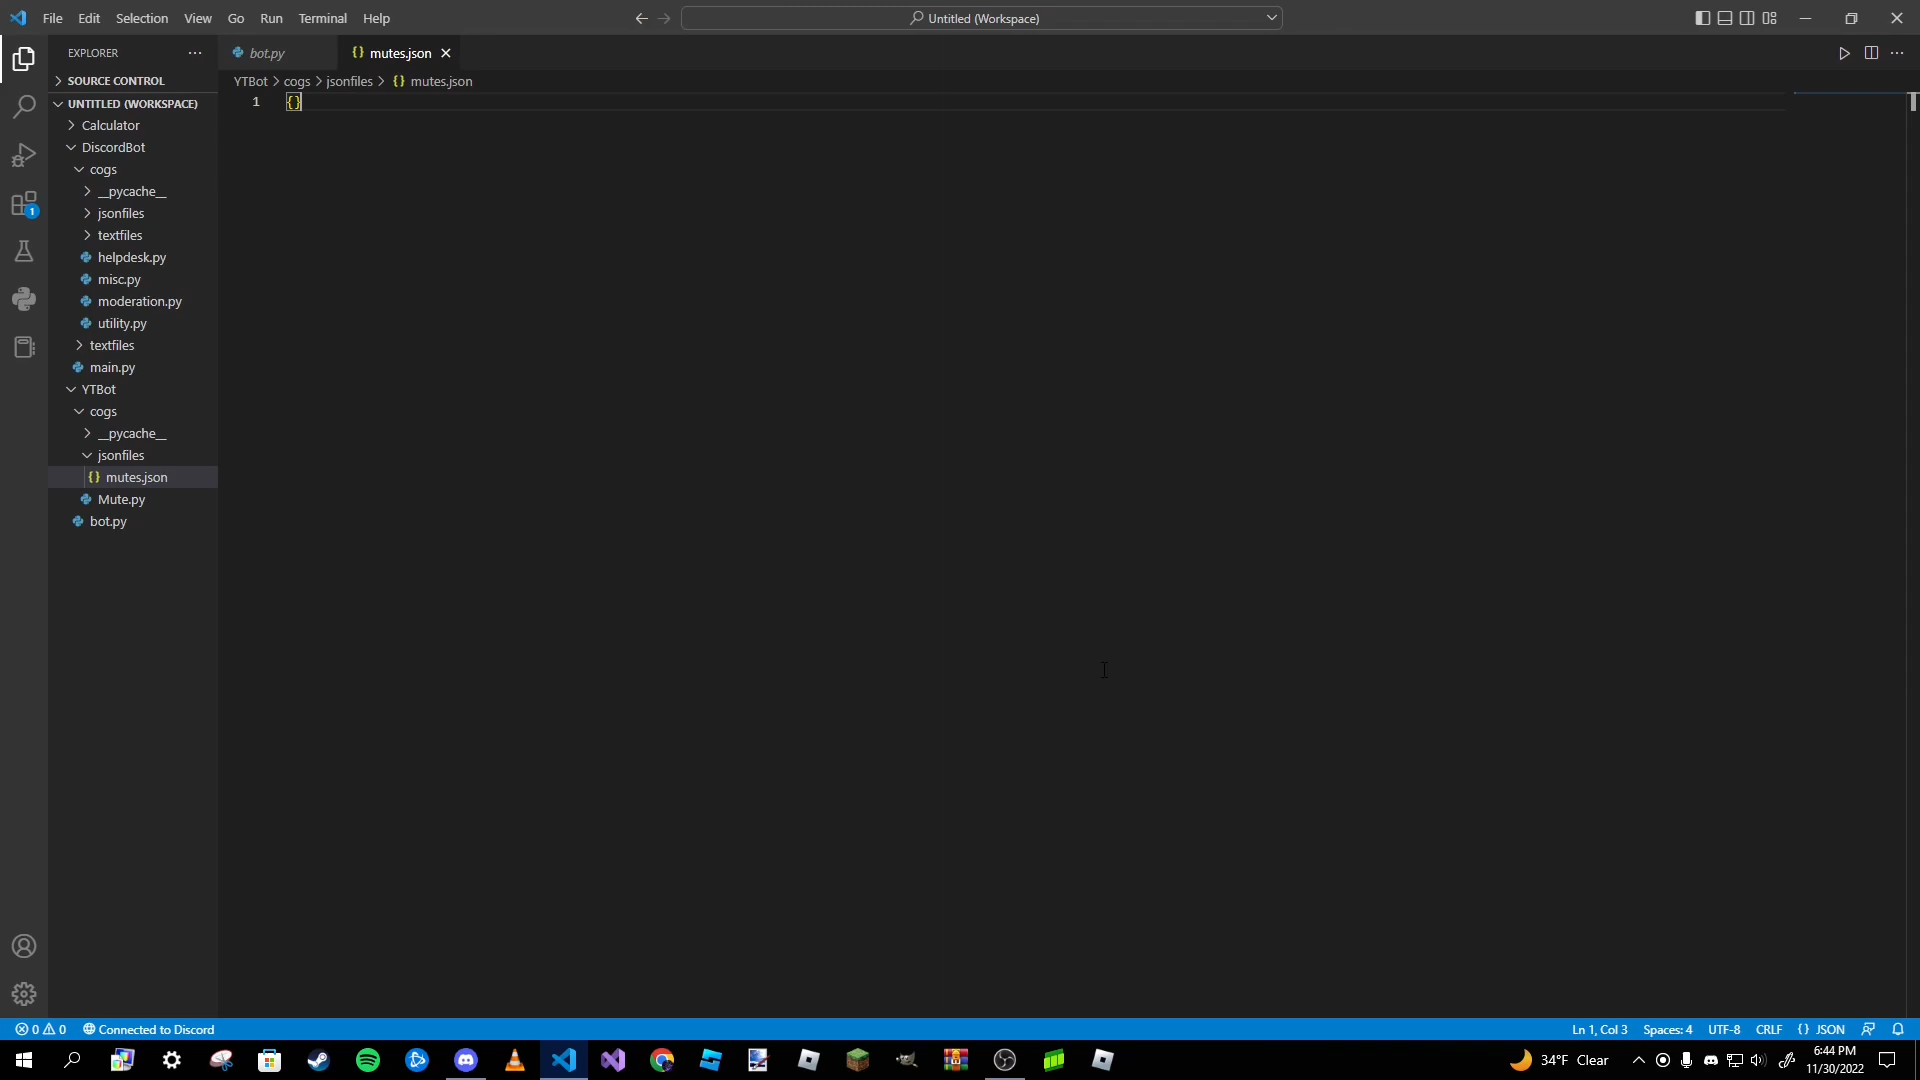 File Edit Selection View Go Run Terminal Help
Untitled (Workspace)
EXPLORER
bot.py
{} mutes.json
SOURCE CONTROL
YTBot > cogs > jsonfiles > {} mutes.json
UNTITLED (WORKSPACE)
1 {}
Calculator
DiscordBot
cogs
__pycache__
jsonfiles
1
textfiles
helpdesk.py
misc.py
moderation.py
utility.py
textfiles
main.py
YTBot
cogs
__pycache__
jsonfiles
{} mutes.json
Mute.py
bot.py
0 0 Connected to Discord
Ln 1, Col 3 Spaces: 4 UTF-8 CRLF {} JSON
34°F Clear
6:44 PM
11/30/2022